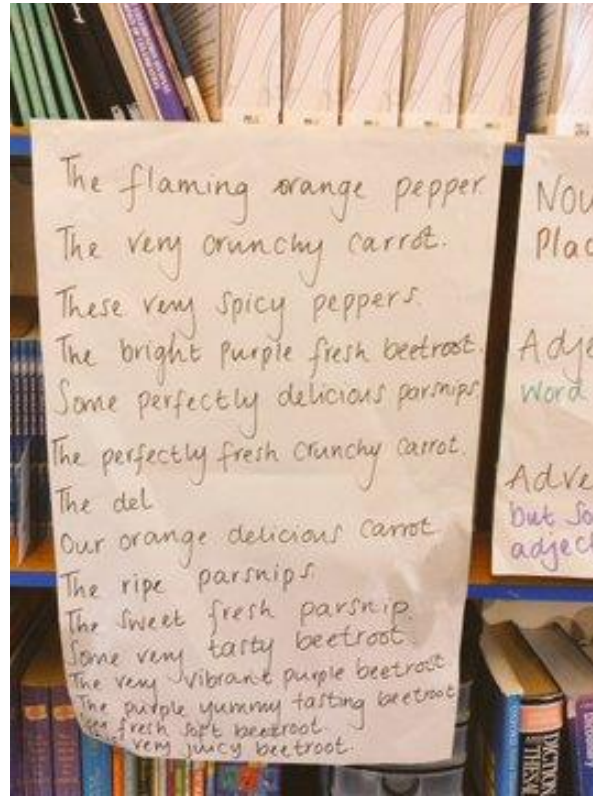 The flaming orange pepper
The very crunchy carrot.
These very spicy peppers.
The bright purple fresh beetroot.
Some perfectly delicious parsnips.
The perfectly fresh crunchy carrot.
The del
Our orange delicious carrot
The ripe parsnips.
The sweet fresh parsnip.
Some very tasty beetroot.
The very vibrant purple beetroot.
The purple yummy tasting beetroot
fresh soft beetroot.
very juicy beetroot.
Nou
Plac
Adje
word
Adve
but so
adject
DICTION
THESA